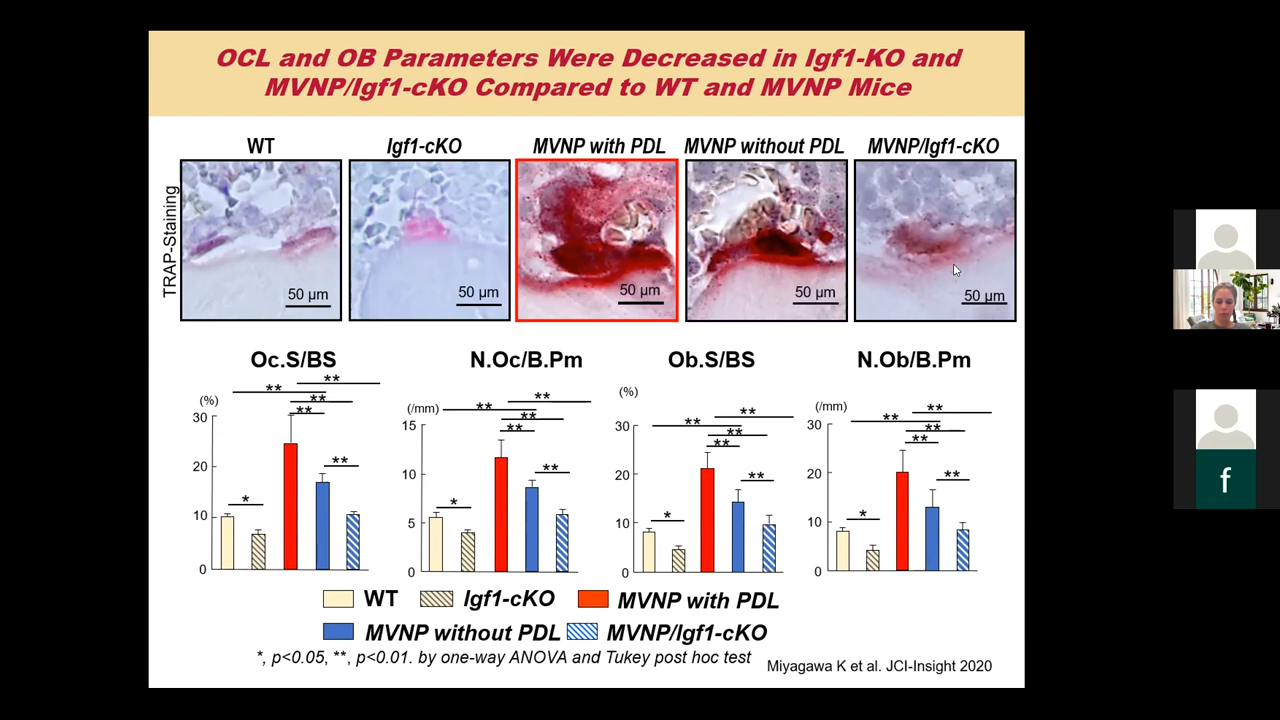 OCL and OB Parameters Were Decreased in Igf1-KO and
MVNP/Igf1-cKO Compared to WT and MVNP Mice
WT
Igf1-cKO
MVNP with PDL
MVNP without PDL
MVNP/Igf1-cKO
TRAP-Staining
50 μm
50 μm
50 μm
50 μm
50 μm
Oc.S/BS
N.Oc/B.Pm
Ob.S/BS
N.Ob/B.Pm
(%)
30
20
10
0
**
**
**
**
**
*
(/mm)
15
10
5
0
**
**
**
**
**
*
(%)
30
20
10
0
**
**
**
**
**
*
(/mm)
30
20
10
0
**
**
**
**
**
*
WT
Igf1-cKO
MVNP with PDL
MVNP without PDL
MVNP/Igf1-cKO
*, p<0.05, **, p<0.01. by one-way ANOVA and Tukey post hoc test
Miyagawa K et al. JCI-Insight 2020
f